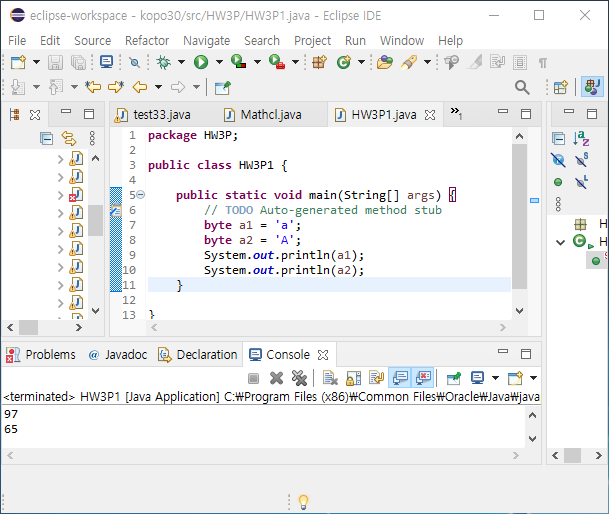 eclipse-workspace - kopo30/src/HW3P/HW3P1.java - Eclipse IDE
File Edit Source Refactor Navigate Search Project Run Window Help
test33.java Mathcl.java HW3P1.java »1
1 package HW3P;
2
3 public class HW3P1 {
4
5 public static void main(String[] args) {
6 // TODO Auto-generated method stub
7 byte a1 = 'a';
8 byte a2 = 'A';
9 System.out.println(a1);
10 System.out.println(a2);
11 }
12
13 }
Problems @ Javadoc Declaration Console
<terminated> HW3P1 [Java Application] C:₩Program Files (x86)₩Common Files₩Oracle₩Java₩java
97
65